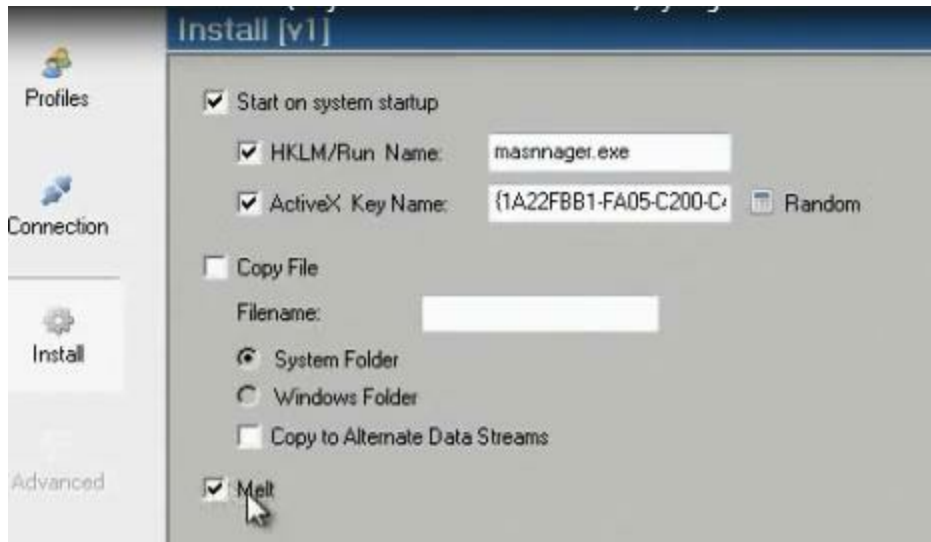 Install [v1]
Profiles
Start on system startup
HKLM/Run Name: masnnager.exe
ActiveX Key Name: {1A22FBB1-FA05-C200-C4 Random
Connection
Copy File
Filename:
Install
System Folder
Windows Folder
Copy to Alternate Data Streams
Advanced
Melt